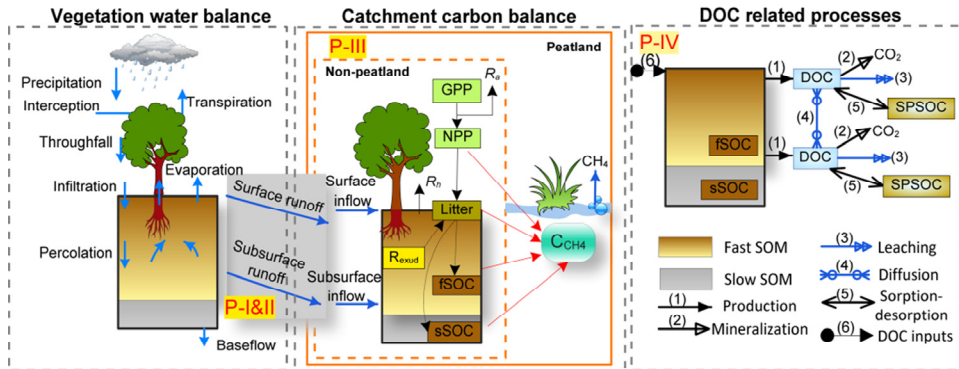 Vegetation water balance
Precipitation
Interception
Transpiration
Throughfall
Evaporation
Infiltration
Percolation
Surface runoff
Subsurface
runoff
P-I&II
Baseflow
Catchment carbon balance
P-III
Peatland
Non-peatland
GPP
Ra
NPP
CH4
Rh
Surface
inflow
Litter
CCH4
Rexud
Subsurface
inflow
fSOC
sSOC
DOC related processes
P-IV
(6)
(1)
DOC
(2)
CO2
(3)
(5)
SPSOC
(4)
fSOC
(1)
DOC
(2)
CO2
(3)
sSOC
(5)
SPSOC
Fast SOM
Slow SOM
(1)
Production
(2)
Mineralization
(3)
Leaching
(4)
Diffusion
(5)
Sorption-
desorption
(6)
DOC inputs